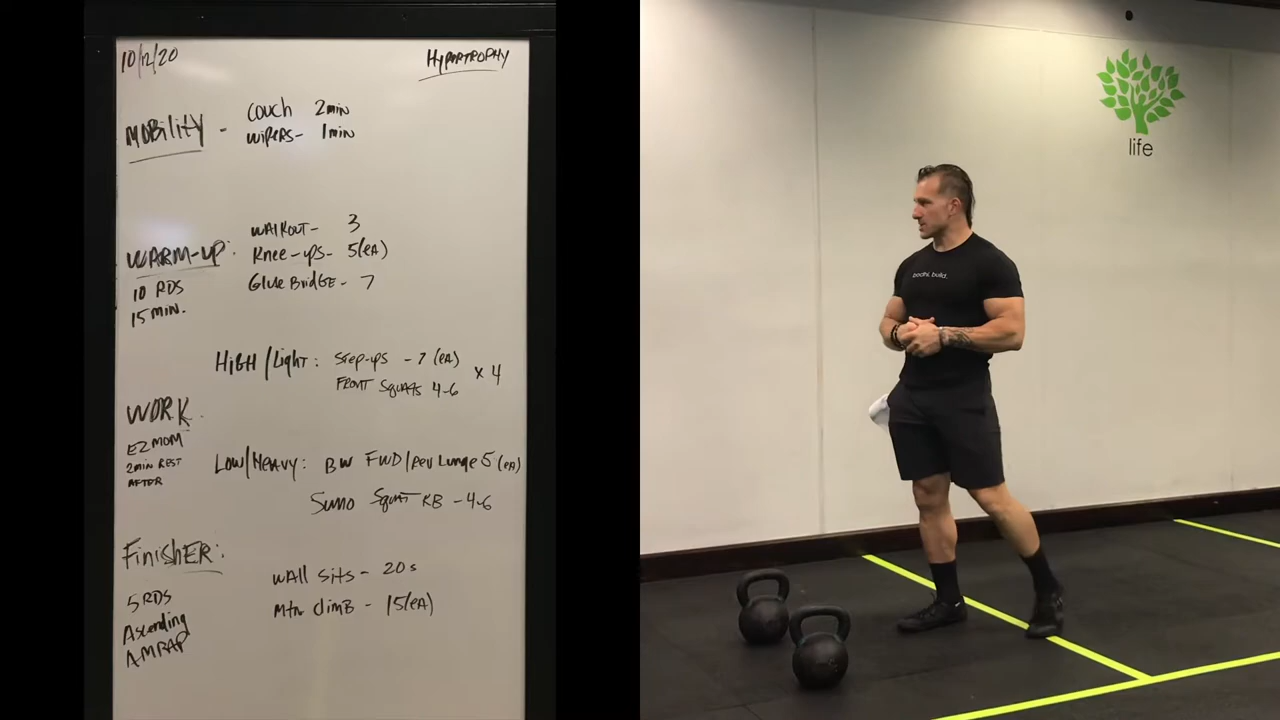 10/12/20
HYPERTROPHY
MOBILITY - COUCH 2min
WIPERS- 1min
WARM-UP: WALKOUT- 3
Knee-ups- 5(EA)
Glute BRIDGE- 7
10 RDS
15 MIN.
HIGH/Light: Step-ups - 7 (EA)
FRONT Squats 4-6 x 4
WORK
E2MOM
2min REST
AFTER
LOW/HEAVY: BW FWD/Rev Lunge 5 (EA)
Sumo Squat KB - 4-6
FinishER:
WALL sits - 20s
Mtn climB - 15(EA)
5 RDS
Ascending
AMRAP
bodhi. build.
life